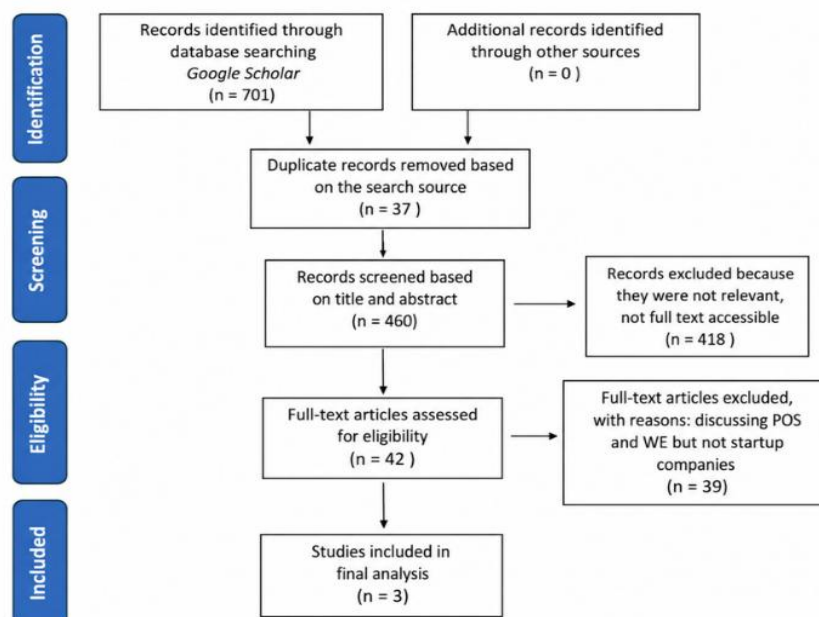 Identification
Records identified through
database searching
Google Scholar
(n = 701)
Additional records identified
through other sources
(n = 0 )
Duplicate records removed based
on the search source
(n = 37 )
Screening
Records screened based
on title and abstract
(n = 460)
Records excluded because
they were not relevant,
not full text accessible
(n = 418 )
Eligibility
Full-text articles assessed
for eligibility
(n = 42 )
Full-text articles excluded,
with reasons: discussing POS
and WE but not startup
companies
(n = 39)
Included
Studies included in
final analysis
(n = 3)